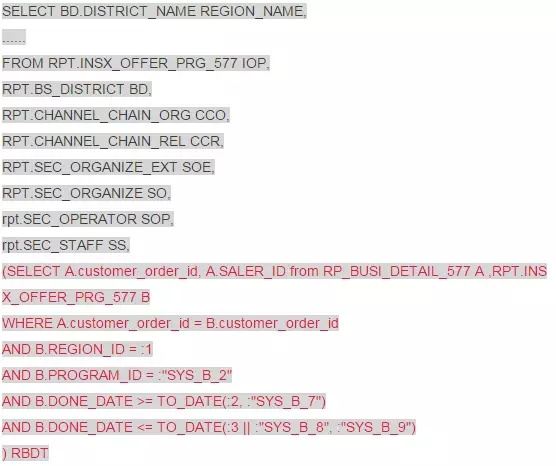 SELECT BD.DISTRICT_NAME REGION_NAME,
......
FROM RPT.INSX_OFFER_PRG_577 IOP,
RPT.BS_DISTRICT BD,
RPT.CHANNEL_CHAIN_ORG CCO,
RPT.CHANNEL_CHAIN_REL CCR,
RPT.SEC_ORGANIZE_EXT SOE,
RPT.SEC_ORGANIZE SO,
rpt.SEC_OPERATOR SOP,
rpt.SEC_STAFF SS,
(SELECT A.customer_order_id, A.SALER_ID from RP_BUSI_DETAIL_577 A ,RPT.INS
X_OFFER_PRG_577 B
WHERE A.customer_order_id = B.customer_order_id
AND B.REGION_ID = :1
AND B.PROGRAM_ID = :"SYS_B_2"
AND B.DONE_DATE >= TO_DATE(:2, :"SYS_B_7")
AND B.DONE_DATE <= TO_DATE(:3 || :"SYS_B_8", :"SYS_B_9")
) RBDT